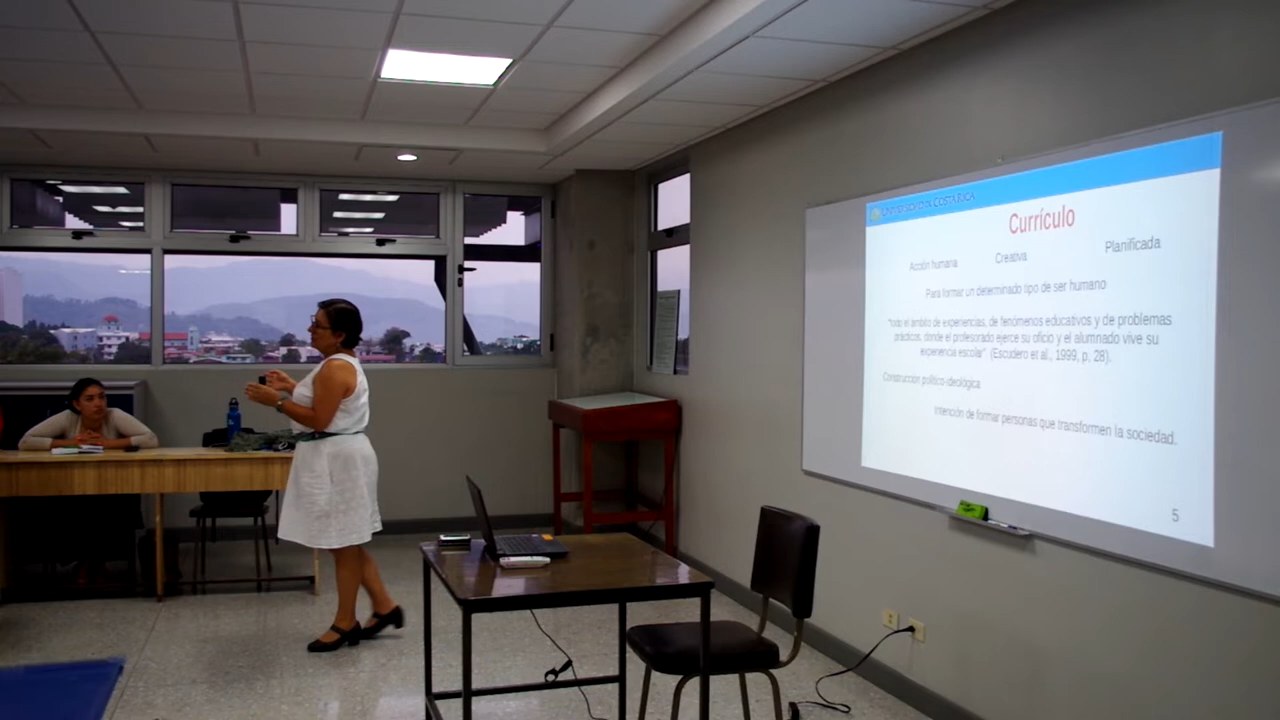 UNIVERSIDAD DE COSTA RICA
Currículo
Acción humana Creativa Planificada
Para formar un determinado tipo de ser humano
"todo el ámbito de experiencias, de fenómenos educativos y de problemas
prácticos, donde el profesorado ejerce su oficio y el alumnado vive su
experiencia escolar" (Escudero et al., 1999, p, 28).
Construcción político-ideológica
Intención de formar personas que transformen la sociedad.
5